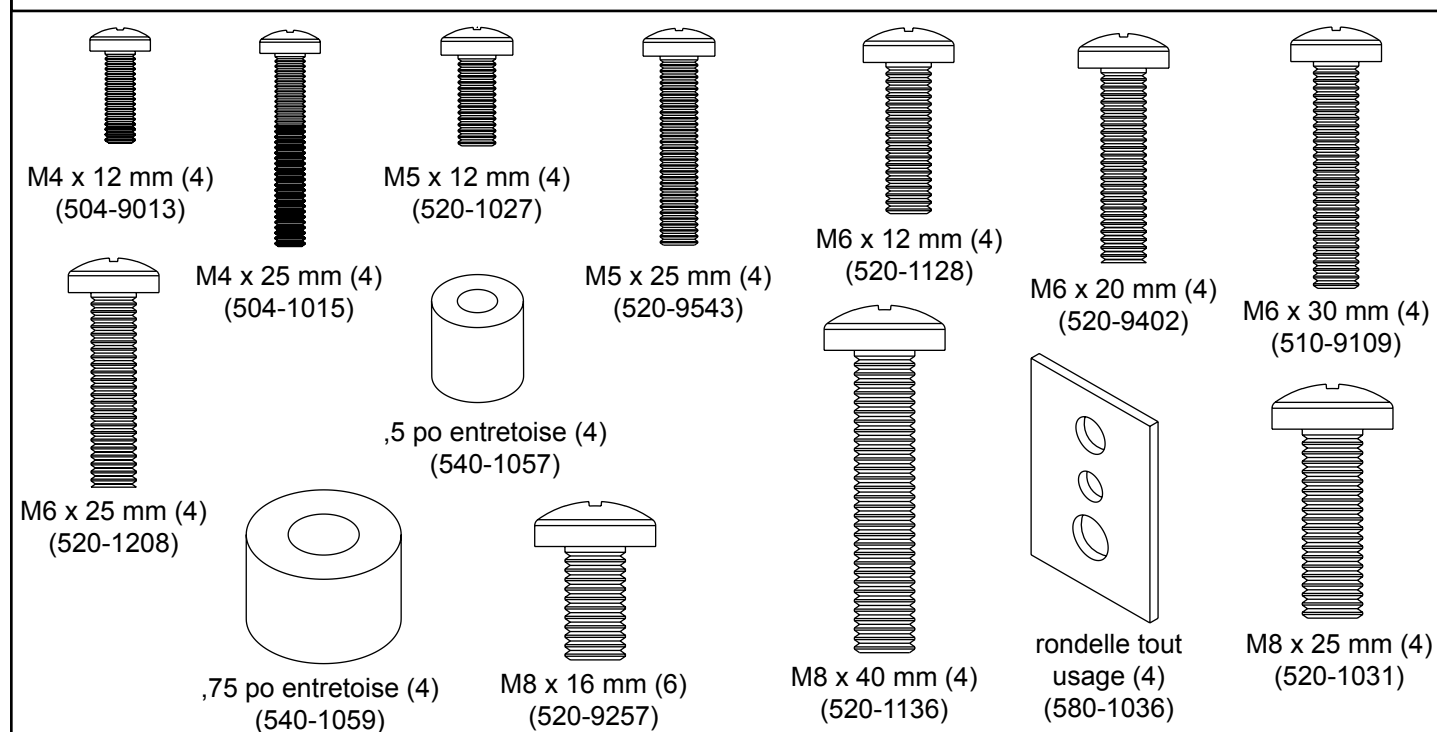 M4 x 12 mm (4)
(504-9013)
M4 x 25 mm (4)
(504-1015)
M5 x 12 mm (4)
(520-1027)
M5 x 25 mm (4)
(520-9543)
M6 x 12 mm (4)
(520-1128)
M6 x 20 mm (4)
(520-9402)
M6 x 30 mm (4)
(510-9109)
M6 x 25 mm (4)
(520-1208)
,5 po entretoise (4)
(540-1057)
,75 po entretoise (4)
(540-1059)
M8 x 16 mm (6)
(520-9257)
M8 x 40 mm (4)
(520-1136)
rondelle tout
usage (4)
(580-1036)
M8 x 25 mm (4)
(520-1031)